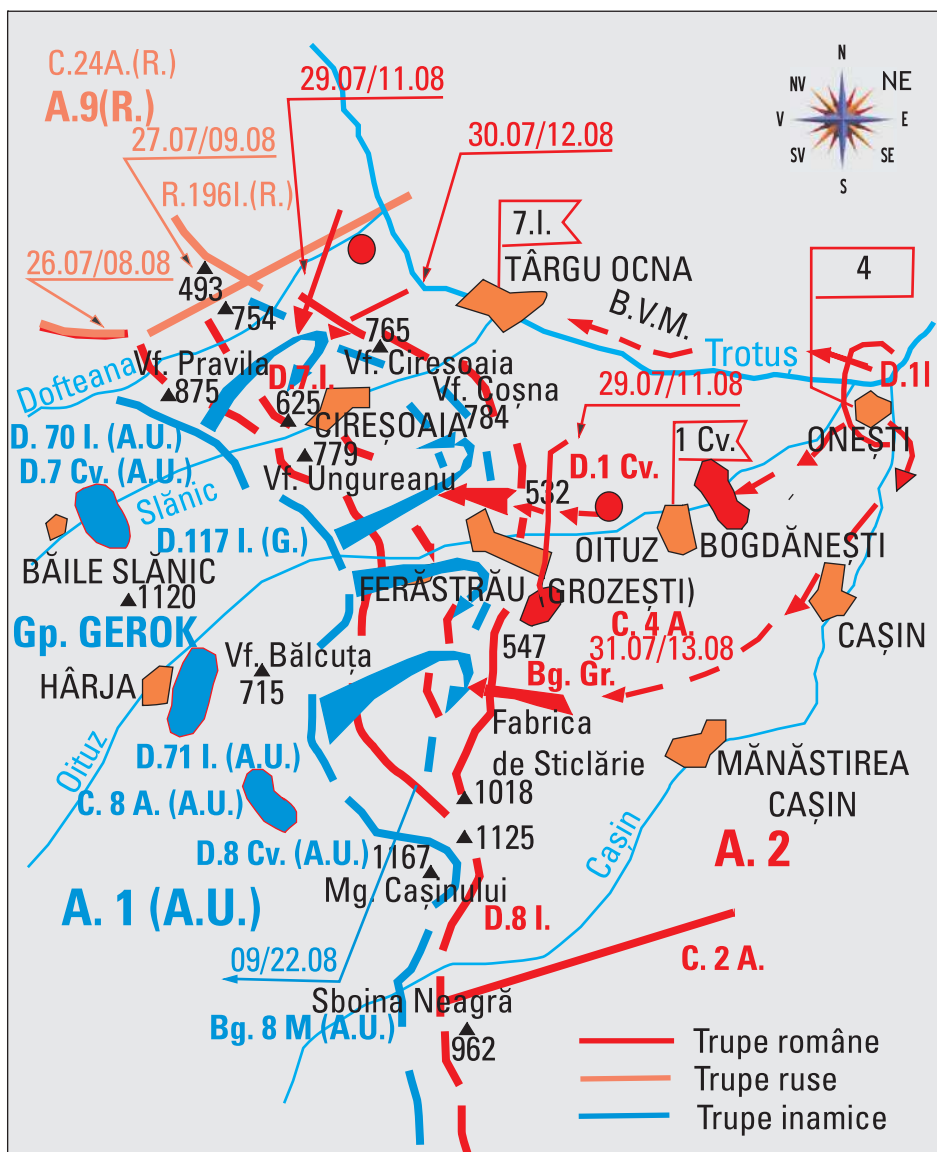 C.24A.(R.)
A.9(R.)
29.07/11.08
N
NV
NE
V
E
SV
SE
S
27.07/09.08
30.07/12.08
R.196I.(R.)
7.I.
26.07/08.08
493
TÂRGU OCNA
4
754
B.V.M.
765
Trotuș
Vf. Pravila
Vf. Cireșoaia
Dofteana
875
D.7.I.
Vf. Coșna
29.07/11.08
D.1I
625
784
CIREȘOAIA
1 Cv.
ONEȘTI
D. 70 I. (A.U.)
D.7 Cv. (A.U.)
779
Vf. Ungureanu
D.1 Cv.
532
Slănic
D.117 I. (G.)
OITUZ
BOGDĂNEȘTI
BĂILE SLĂNIC
FERĂSTRĂU
(GROZEȘTI)
1120
C. 4 A.
Gp. GEROK
CAȘIN
547
31.07/13.08
Vf. Bălcuța
Bg. Gr.
HÂRJA
715
Fabrica
de Sticlărie
Oituz
D.71 I. (A.U.)
MĂNĂSTIREA
CAȘIN
C. 8 A. (A.U.)
1018
1125
Cașin
D.8 Cv. (A.U.)
1167
A. 2
Mg. Cașinului
A. 1 (A.U.)
D.8 I.
09/22.08
C. 2 A.
Sboina Neagră
Bg. 8 M (A.U.)
962
Trupe române
Trupe ruse
Trupe inamice